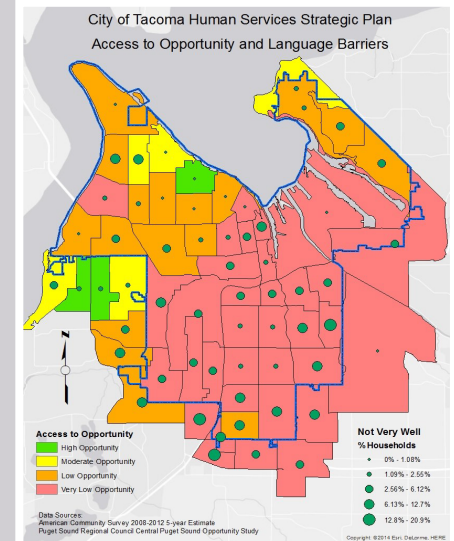 City of Tacoma Human Services Strategic Plan
Access to Opportunity and Language Barriers
Z
Access to Opportunity
High Opportunity
Moderate Opportunity
Low Opportunity
Very Low Opportunity
Data Sources:
American Community Survey 2008-2012 5-year Estimate
Puget Sound Regional Council Central Puget Sound Opportunity Study
Not Very Well
% Households
0% - 1.08%
1.09% - 2.55%
2.56% - 6.12%
6.13% - 12.7%
12.8% - 20.9%
Copyright ©2014 Esri, DeLorme, HERE